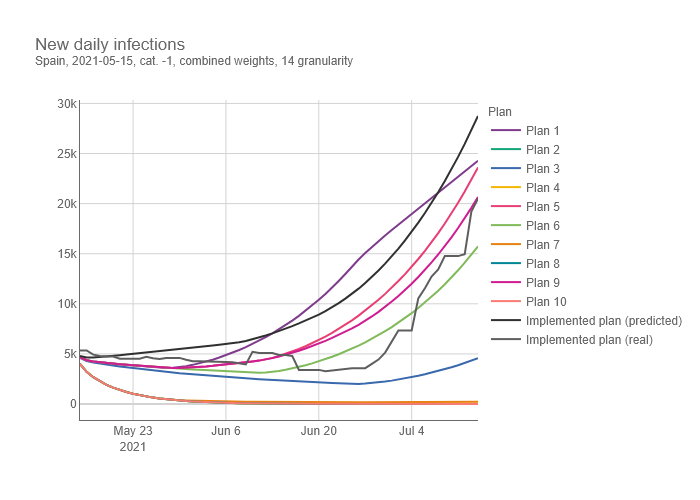 New daily infections
Spain, 2021-05-15, cat. -1, combined weights, 14 granularity
30k
25k
20k
15k
10k
5k
0
May 23
2021
Jun 6
Jun 20
Jul 4
Plan
Plan 1
Plan 2
Plan 3
Plan 4
Plan 5
Plan 6
Plan 7
Plan 8
Plan 9
Plan 10
Implemented plan (predicted)
Implemented plan (real)